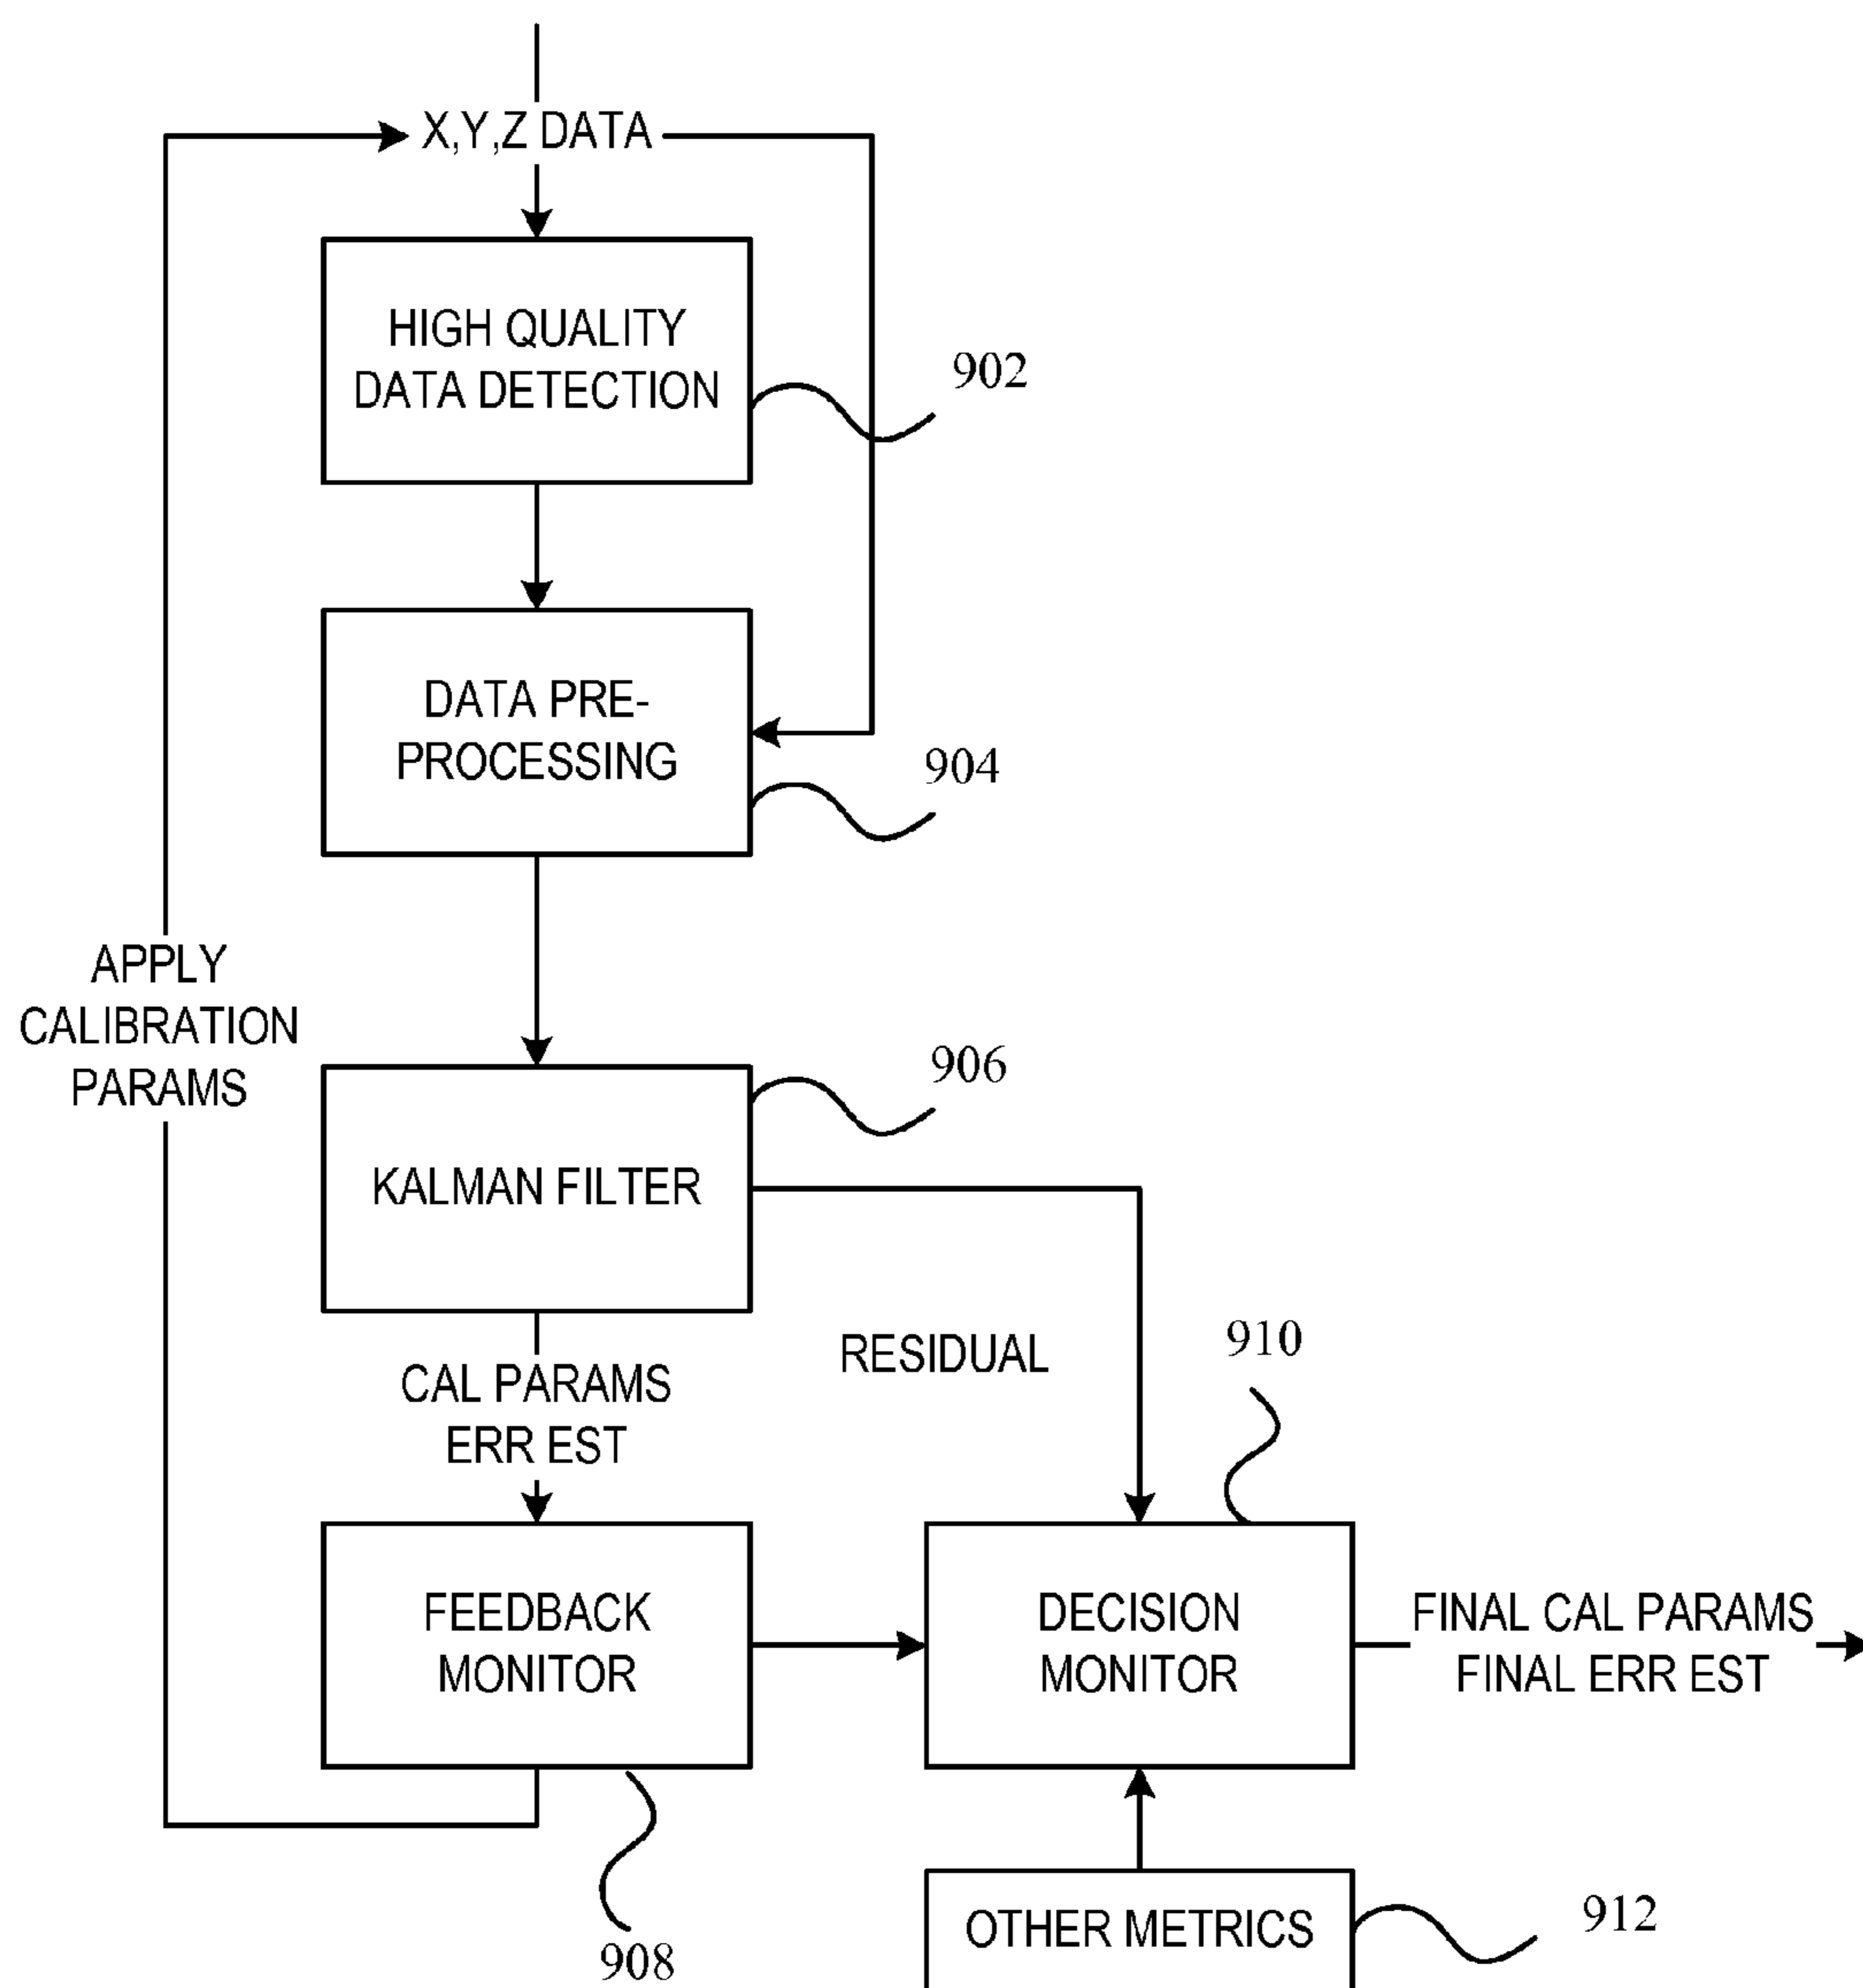 X,Y,Z DATA
HIGH QUALITY
DATA DETECTION
902
DATA PRE-
PROCESSING
904
APPLY
CALIBRATION
PARAMS
906
KALMAN FILTER
RESIDUAL
910
CAL PARAMS
ERR EST
FEEDBACK
MONITOR
DECISION
MONITOR
FINAL CAL PARAMS
FINAL ERR EST
908
OTHER METRICS
912